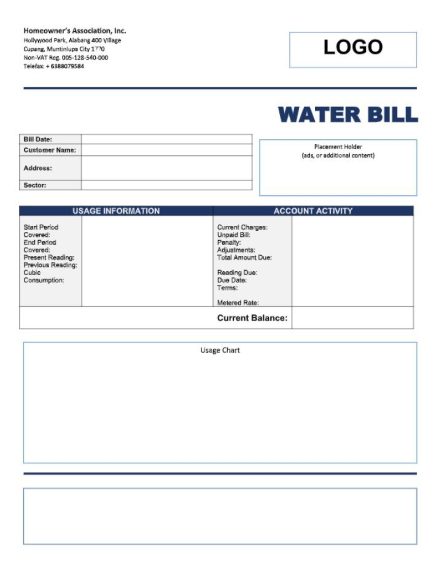 Homeowner's Association, Inc.
Hollywood Park, Alabang 400 Village
Cupang, Muntinlupa City 1770
Non-VAT Reg. 005-128-540-000
Telefax: + 6388079584
LOGO
WATER BILL
Bill Date:
Customer Name:
Address:
Sector:
Placement Holder
(ads, or additional content)
USAGE INFORMATION
Start Period
Covered:
End Period
Covered:
Present Reading:
Previous Reading:
Cubic
Consumption:
ACCOUNT ACTIVITY
Current Charges:
Unpaid Bill:
Penalty:
Adjustments:
Total Amount Due:
Reading Due:
Due Date:
Terms:
Metered Rate:
Current Balance:
Usage Chart